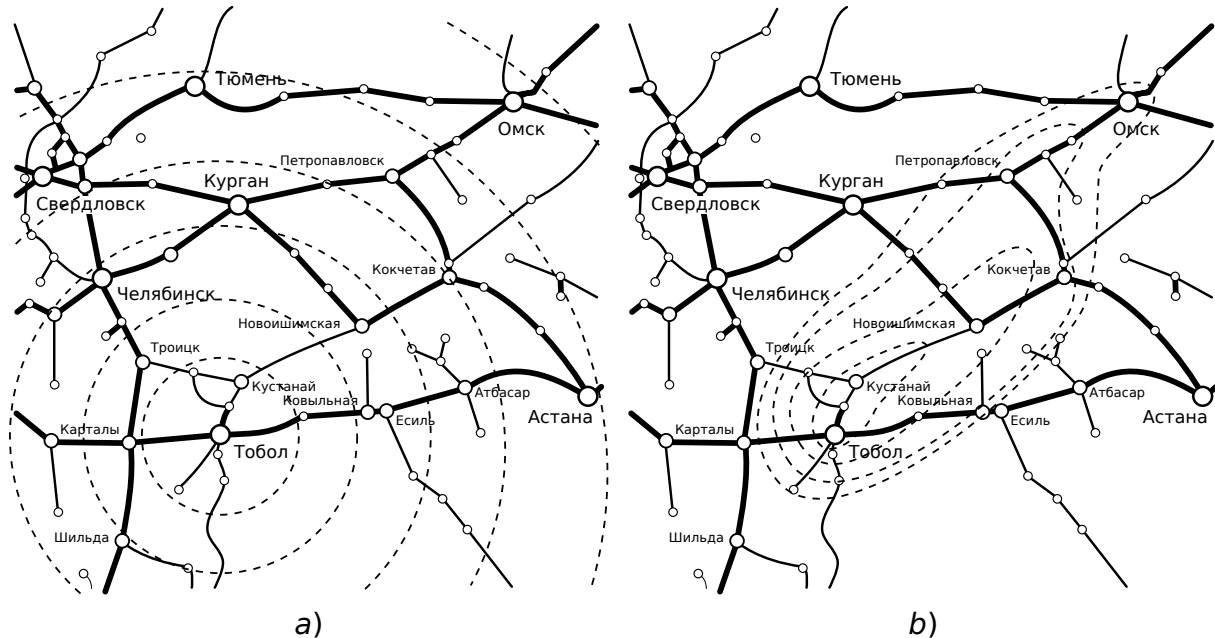 Тюмень
Омск
Петропавловск
Курган
Свердловск
Кокчетав
Челябинск
Новоишимская
Троицк
Кустанай
Ковыльная
Атбасар
Есиль
Астана
Карталы
Тобол
Шильда
a)
Тюмень
Омск
Петропавловск
Курган
Свердловск
Кокчетав
Челябинск
Новоишимская
Троицк
Кустанай
Ковыльная
Атбасар
Есиль
Астана
Карталы
Тобол
Шильда
b)